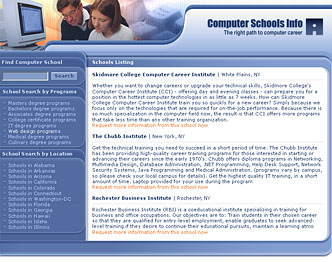 Computer Schools Info
The right path to computer career
Find Computer School
Search
School Search by Programs
Masters degree programs
Bachelors degree programs
Associates degree programs
College certificate programs
IT degree programs
Web design programs
Medical degree programs
Culinary degree programs
School Search by Location
Schools in Alabama
Schools in Arkansas
Schools in Arizona
Schools in California
Schools in Colorado
Schools in Connecticut
Schools in Washington-DC
Schools in Florida
Schools in Georgia
Schools in Hawaii
Schools in Idaho
Schools in Illinois
Schools Listing
Skidmore College Computer Career Institute | White Plains, NY
Whether you want to change careers or upgrade your technical skills, Skidmore College's
Computer Career Institute (CCI) - offering day and evening classes - can prepare you for a
position in the hottest computer technologies in as little as 7 weeks. How can Skidmore
College Computer Career Institute train you so quickly for a new career? Simply because we
focus only on the technologies that are required for on-the-job performance. Because there is
so much specialization in the computer field now, the result is that CCI offers more programs
that take less time than any other training organization.
Request more information from this school now
The Chubb Institute | New York, NY
Get the technical training you need to succeed in a short period of time. The Chubb Institute
has been providing high-quality career training programs for those interested in starting or
advancing their careers since the early 1970's. Chubb offers diploma programs in Networking,
Multimedia Design, Database Administration, .NET Programming, Help Desk Support, Network
Security Systems, Java Programming and Medical Administration. (programs vary by campus,
so please check your local campus for details). Get the highest quality IT training, in a short
amount of time. Laptop provided for your use during the program
Request more information from this school now
Rochester Business Institute | Rochester, NY
Rochester Business Institute (RBI) is a coeducational institute specializing in training for
business and office occupations. Our objectives are to: Train students in their chosen career
so that they are qualified for entry-level employment, enable graduates to seek advanced-
level training if they desire to continue their educational pursuits, maintain a learning atmo